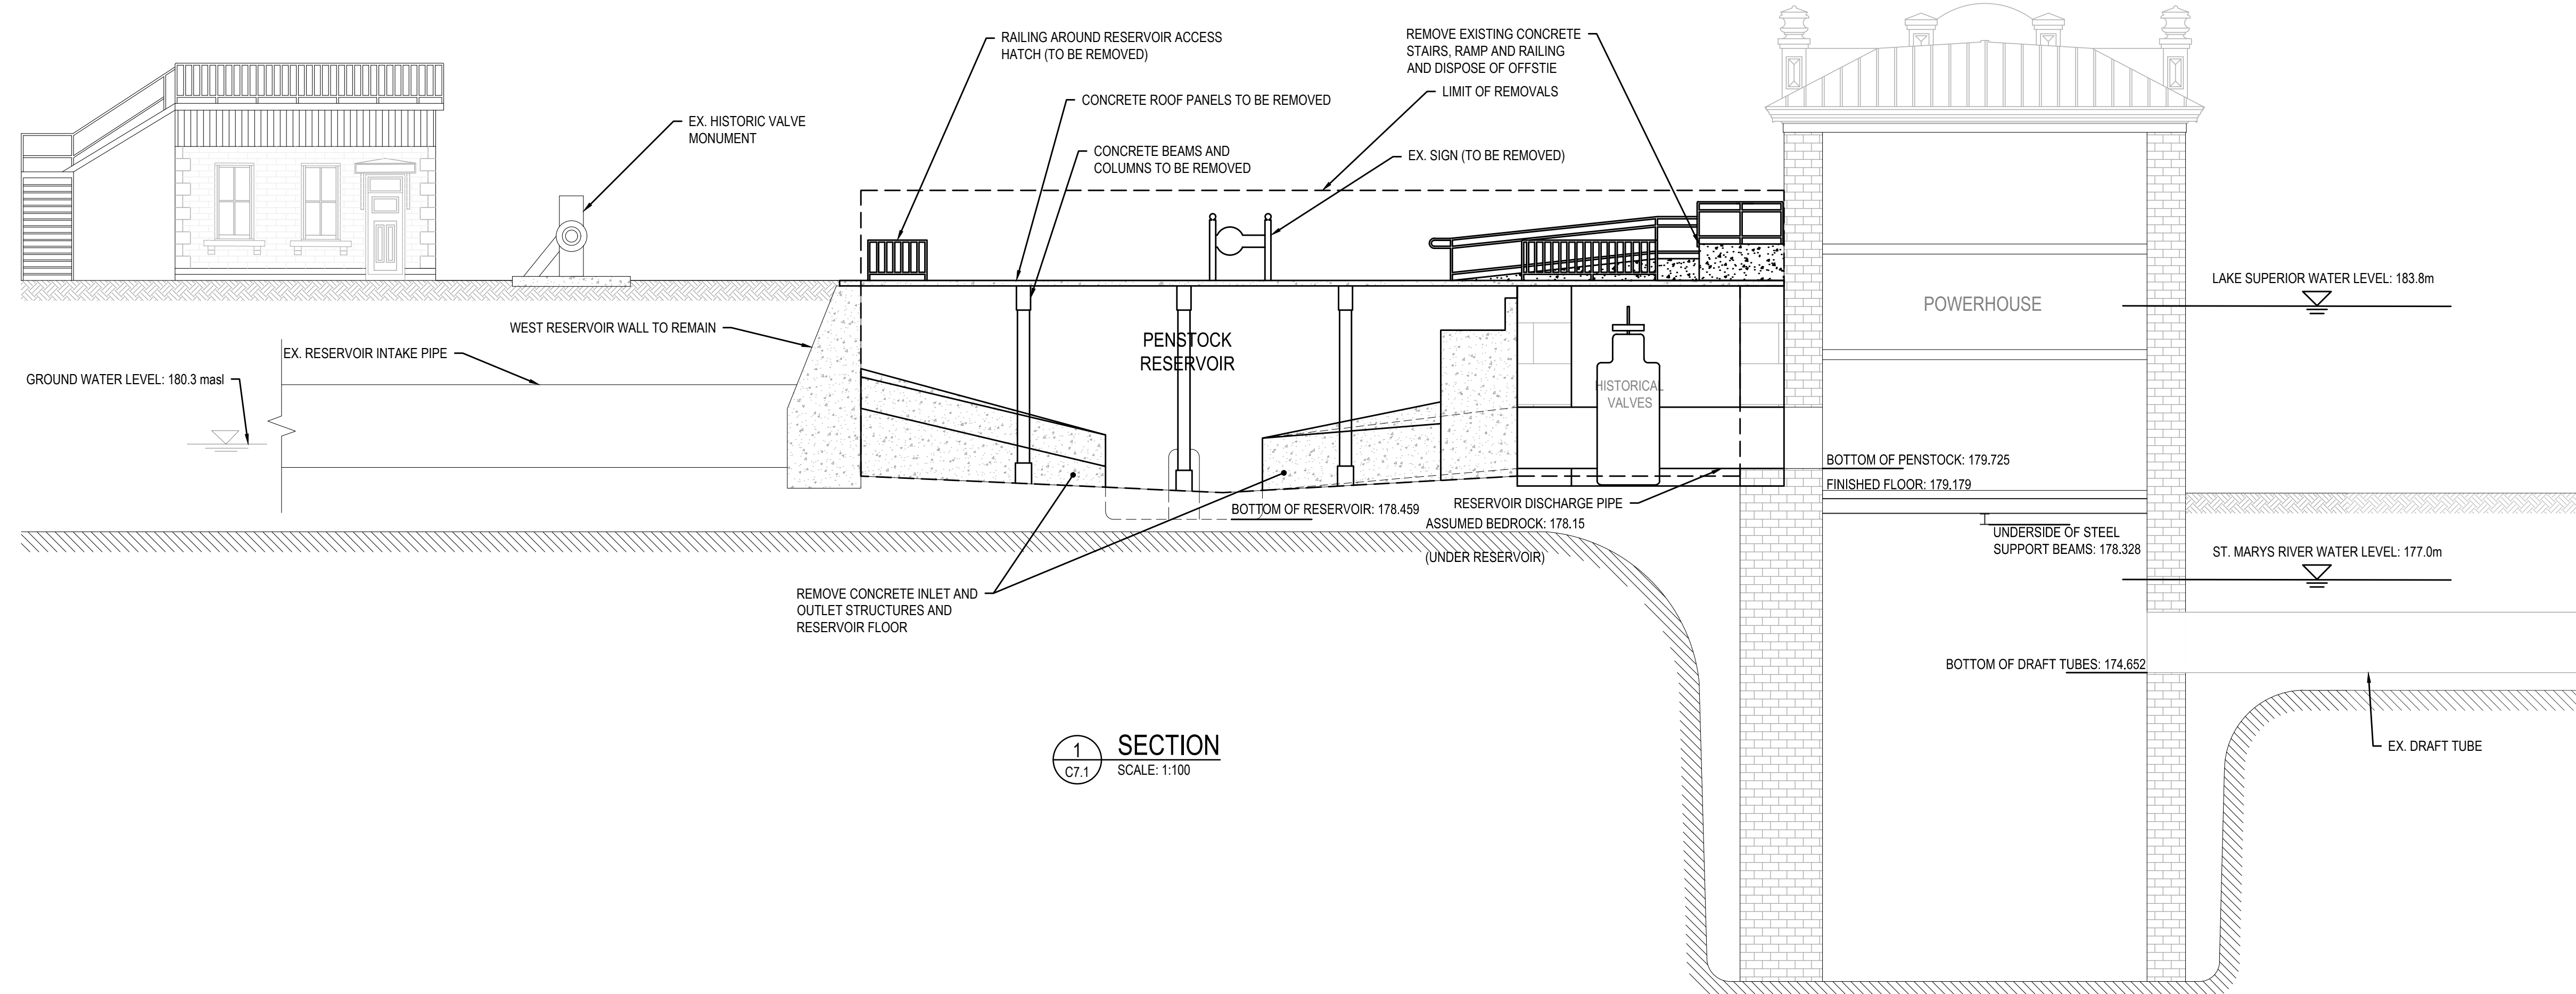 RAILING AROUND RESERVOIR ACCESS
HATCH (TO BE REMOVED)
REMOVE EXISTING CONCRETE
STAIRS, RAMP AND RAILING
AND DISPOSE OF OFFSTIE
LIMIT OF REMOVALS
CONCRETE ROOF PANELS TO BE REMOVED
EX. HISTORIC VALVE
MONUMENT
CONCRETE BEAMS AND
COLUMNS TO BE REMOVED
EX. SIGN (TO BE REMOVED)
LAKE SUPERIOR WATER LEVEL: 183.8m
POWERHOUSE
WEST RESERVOIR WALL TO REMAIN
PENSTOCK
RESERVOIR
EX. RESERVOIR INTAKE PIPE
GROUND WATER LEVEL: 180.3 masl
HISTORICAL
VALVES
BOTTOM OF PENSTOCK: 179.725
FINISHED FLOOR: 179.179
RESERVOIR DISCHARGE PIPE
BOTTOM OF RESERVOIR: 178.459
ASSUMED BEDROCK: 178.15
(UNDER RESERVOIR)
UNDERSIDE OF STEEL
SUPPORT BEAMS: 178.328
ST. MARYS RIVER WATER LEVEL: 177.0m
REMOVE CONCRETE INLET AND
OUTLET STRUCTURES AND
RESERVOIR FLOOR
BOTTOM OF DRAFT TUBES: 174.652
EX. DRAFT TUBE
1
C7.1
SECTION
SCALE: 1:100